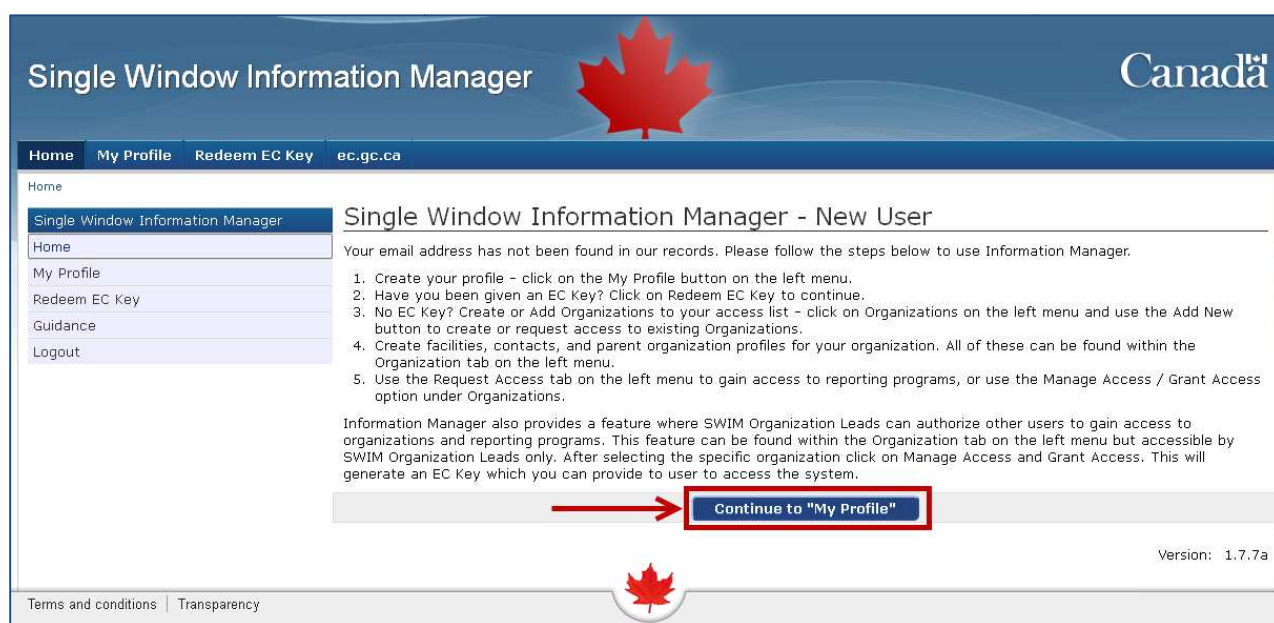 Single Window Information Manager
Canada
Home My Profile Redeem EC Key ec.gc.ca
Home
Single Window Information Manager
Home
My Profile
Redeem EC Key
Guidance
Logout
Single Window Information Manager - New User
Your email address has not been found in our records. Please follow the steps below to use Information Manager.
1. Create your profile – click on the My Profile button on the left menu.
2. Have you been given an EC Key? Click on Redeem EC Key to continue.
3. No EC Key? Create or Add Organizations to your access list – click on Organizations on the left menu and use the Add New
button to create or request access to existing Organizations.
4. Create facilities, contacts, and parent organization profiles for your organization. All of these can be found within the
Organization tab on the left menu.
5. Use the Request Access tab on the left menu to gain access to reporting programs, or use the Manage Access / Grant Access
option under Organizations.
Information Manager also provides a feature where SWIM Organization Leads can authorize other users to gain access to
organizations and reporting programs. This feature can be found within the Organization tab on the left menu but accessible by
SWIM Organization Leads only. After selecting the specific organization click on Manage Access and Grant Access. This will
generate an EC Key which you can provide to user to access the system.
Continue to "My Profile"
Version: 1.7.7a
Terms and conditions | Transparency